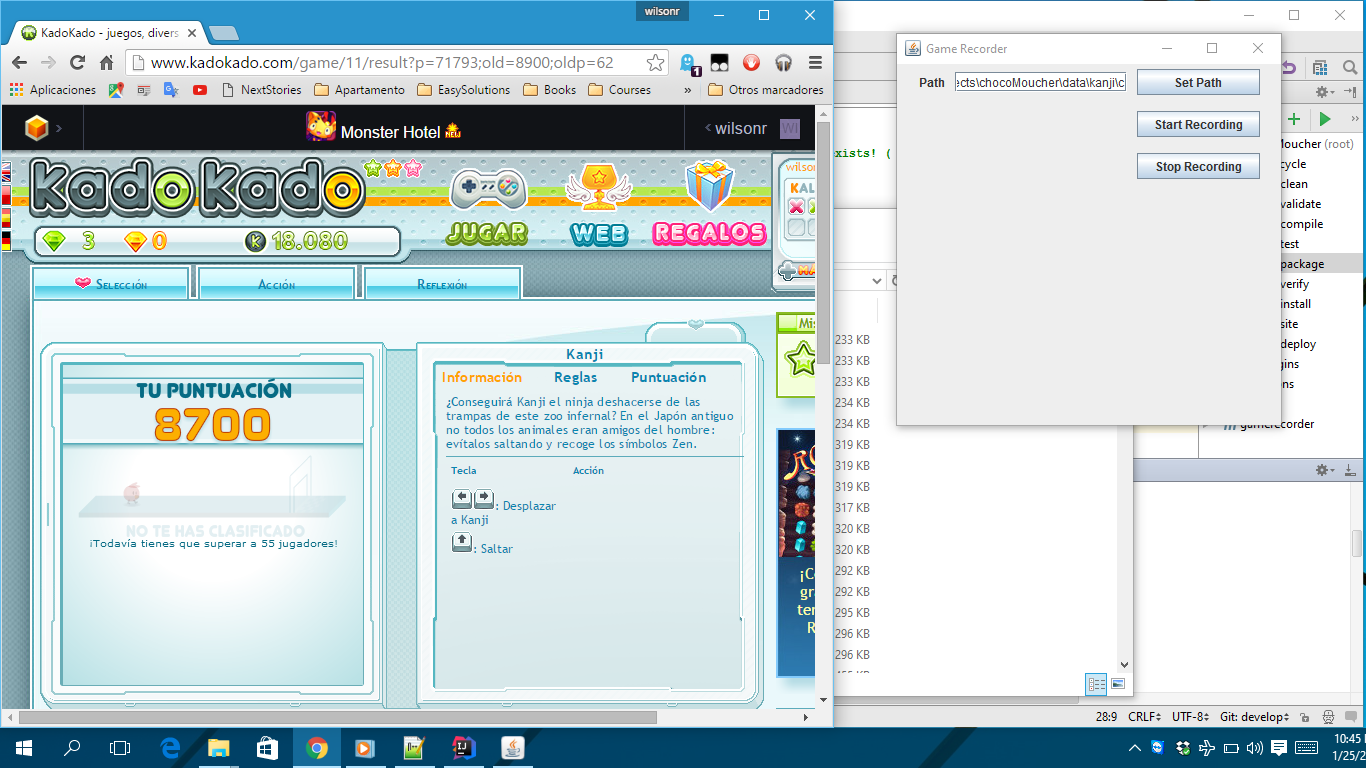 wilsonr
KadoKado - juegos, divers
www.kadokado.com/game/11/result?p=71793;old=8900;oldp=62
1
Aplicaciones
NextStories
Apartamento
EasySolutions
Books
Courses
»
Otros marcadores
Monster Hotel NEW
wilsonr
WI
KadoKado
JUGAR
WEB
REGALOS
3
0
K 18.080
wilsonr
KAL
Selección
Acción
Reflexión
TU PUNTUACIÓN
8700
NO TE HAS CLASIFICADO
¡Todavía tienes que superar a 55 jugadores!
Kanji
Información
Reglas
Puntuación
¿Conseguirá Kanji el ninja deshacerse de las
trampas de este zoo infernal? En el Japón antiguo
no todos los animales eran amigos del hombre:
evítalos saltando y recoge los símbolos Zen.
Tecla
Acción
: Desplazar
a Kanji
: Saltar
Game Recorder
Path
cts\chocoMoucher\data\kanji\c
Set Path
Start Recording
Stop Recording
xists! (
233 KB
233 KB
233 KB
234 KB
234 KB
319 KB
319 KB
319 KB
317 KB
320 KB
320 KB
292 KB
292 KB
295 KB
296 KB
296 KB
Moucher (root)
cycle
clean
validate
compile
test
package
verify
install
site
deploy
gins
ns
gamerecorder
28:9
CRLF
UTF-8
Git: develop
10:45
1/25/2